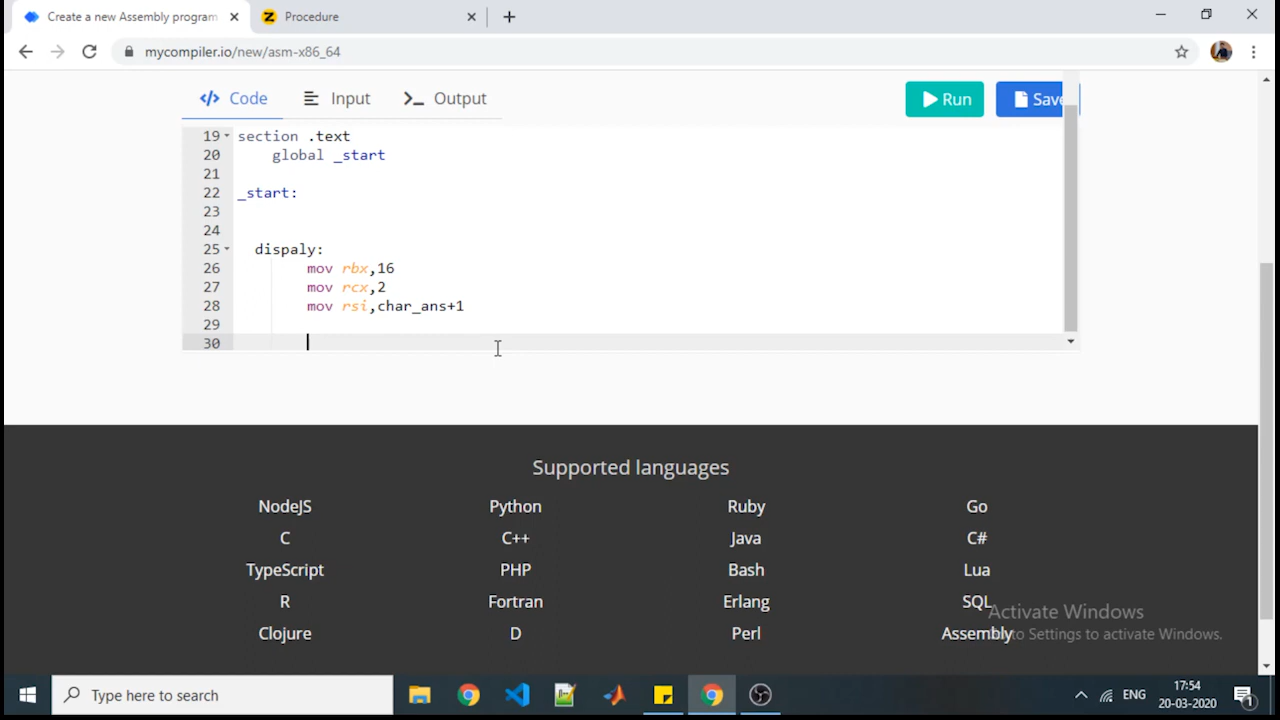 Create a new Assembly program
Procedure
mycompiler.io/new/asm-x86_64
Code
Input
Output
Run
Save
19 section .text
20 global _start
21
22 _start:
23
24
25 dispaly:
26 mov rbx,16
27 mov rcx,2
28 mov rsi,char_ans+1
29
30
Supported languages
NodeJS Python Ruby Go
C C++ Java C#
TypeScript PHP Bash Lua
R Fortran Erlang SQL
Clojure D Perl Assembly
Activate Windows
to Settings to activate Windows.
Type here to search
ENG
17:54
20-03-2020
1